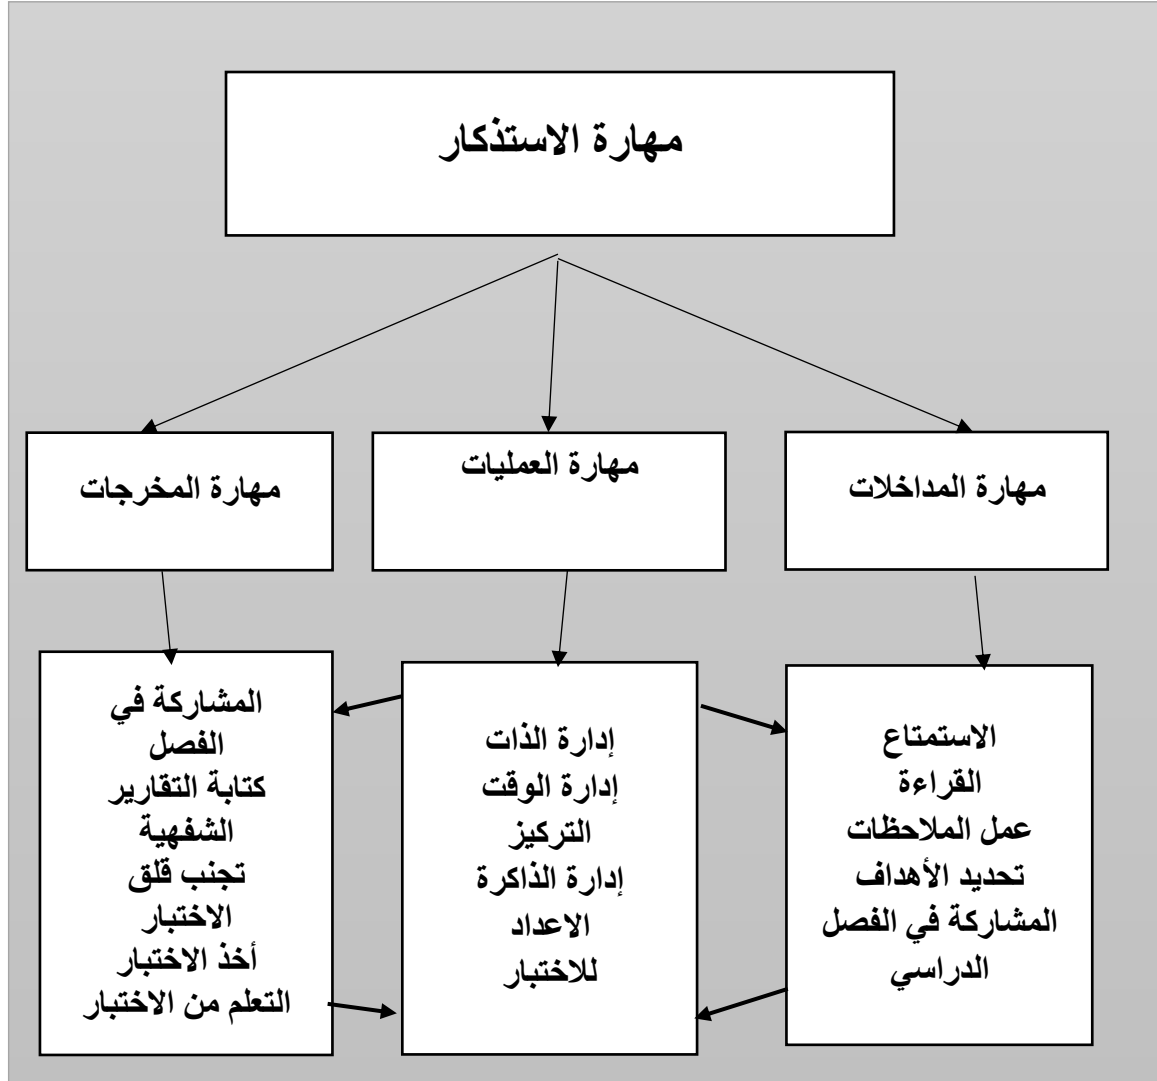 مهارة الاستذكار
مهارة المداخلات
مهارة العمليات
مهارة المخرجات
الاستمتاع
القراءة
عمل الملاحظات
تحديد الأهداف
المشاركة في الفصل
الدراسي
إدارة الذات
إدارة الوقت
التركيز
إدارة الذاكرة
الاعداد
للاختبار
المشاركة في
الفصل
كتابة التقارير
الشفهية
تجنب قلق
الاختبار
أخذ الاختبار
التعلم من الاختبار